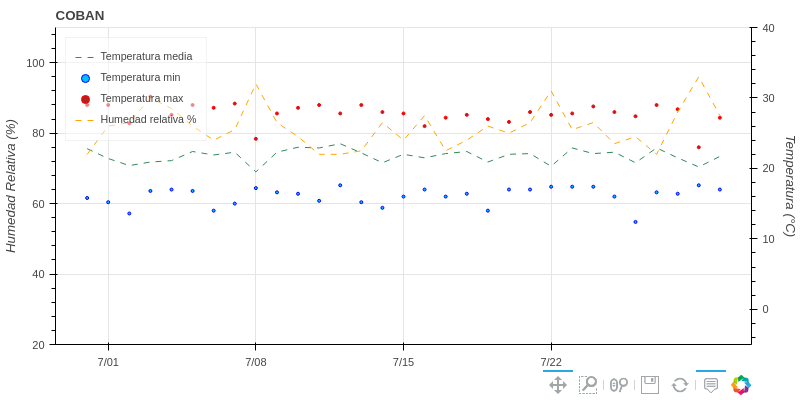 COBAN
Temperatura media
Temperatura min
Temperatura max
Humedad relativa %
Humedad Relativa (%)
100
80
60
40
20
40
30
20
10
0
Temperatura (°C)
7/01
7/08
7/15
7/22